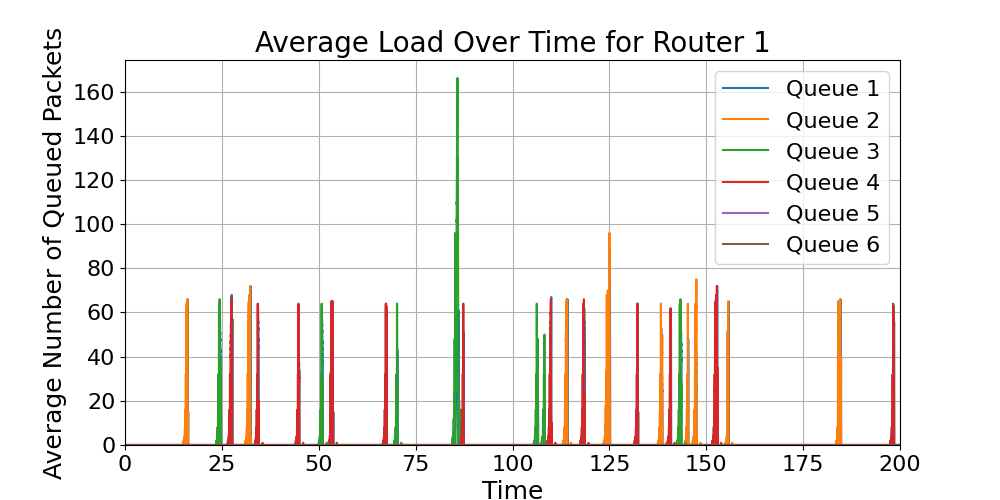 Average Load Over Time for Router 1
Average Number of Queued Packets
160
140
120
100
80
60
40
20
0
0 25 50 75 100 125 150 175 200
Time
Queue 1
Queue 2
Queue 3
Queue 4
Queue 5
Queue 6